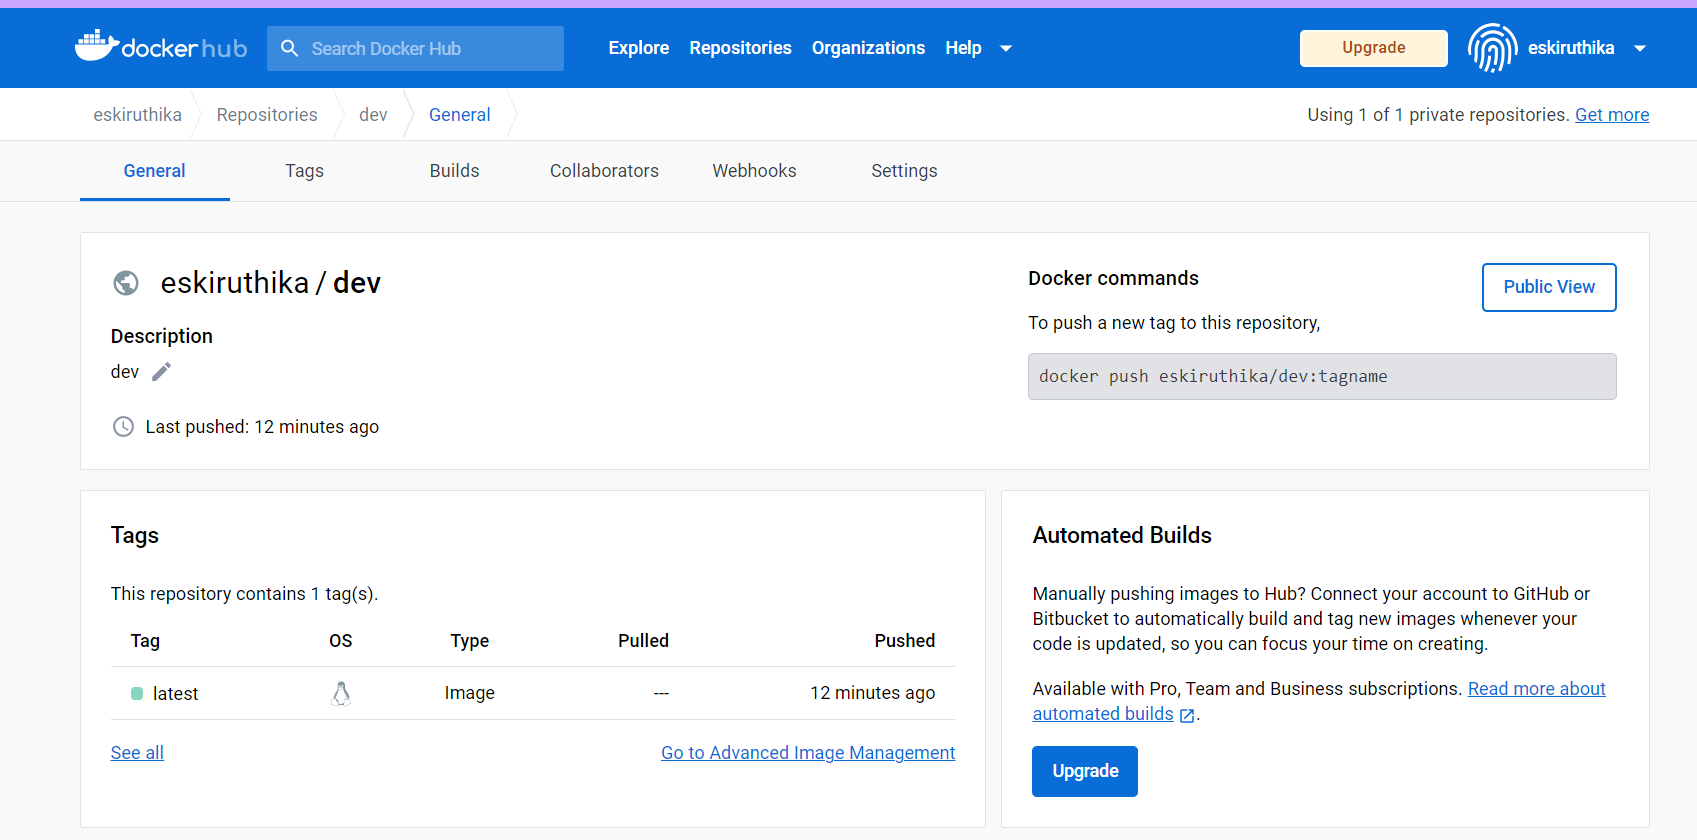 docker hub
Search Docker Hub
Explore Repositories Organizations Help
Upgrade
eskiruthika
eskiruthika Repositories dev General
Using 1 of 1 private repositories. Get more
General Tags Builds Collaborators Webhooks Settings
eskiruthika / dev
Description
dev
Last pushed: 12 minutes ago
Docker commands
Public View
To push a new tag to this repository,
docker push eskiruthika/dev:tagname
Tags
This repository contains 1 tag(s).
Tag OS Type Pulled Pushed
latest Image --- 12 minutes ago
See all Go to Advanced Image Management
Automated Builds
Manually pushing images to Hub? Connect your account to GitHub or
Bitbucket to automatically build and tag new images whenever your
code is updated, so you can focus your time on creating.
Available with Pro, Team and Business subscriptions. Read more about
automated builds .
Upgrade